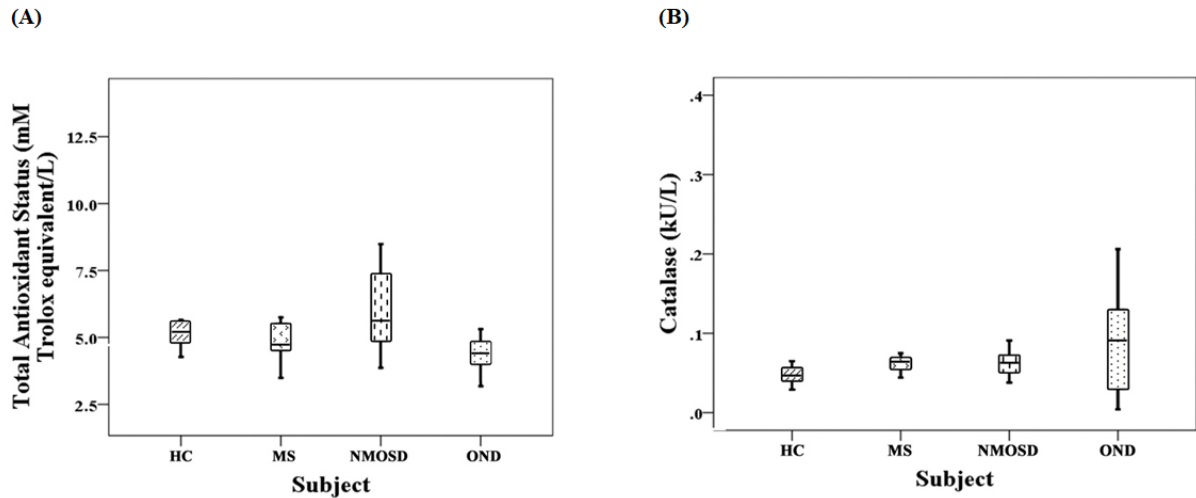 (A)
Total Antioxidant Status (mM
Trolox equivalent/L)
12.5
10.0
7.5
5.0
2.5
HC MS NMOSD OND
Subject
(B)
Catalase (kU/L)
.4
.3
.2
.1
.0
HC MS NMOSD OND
Subject